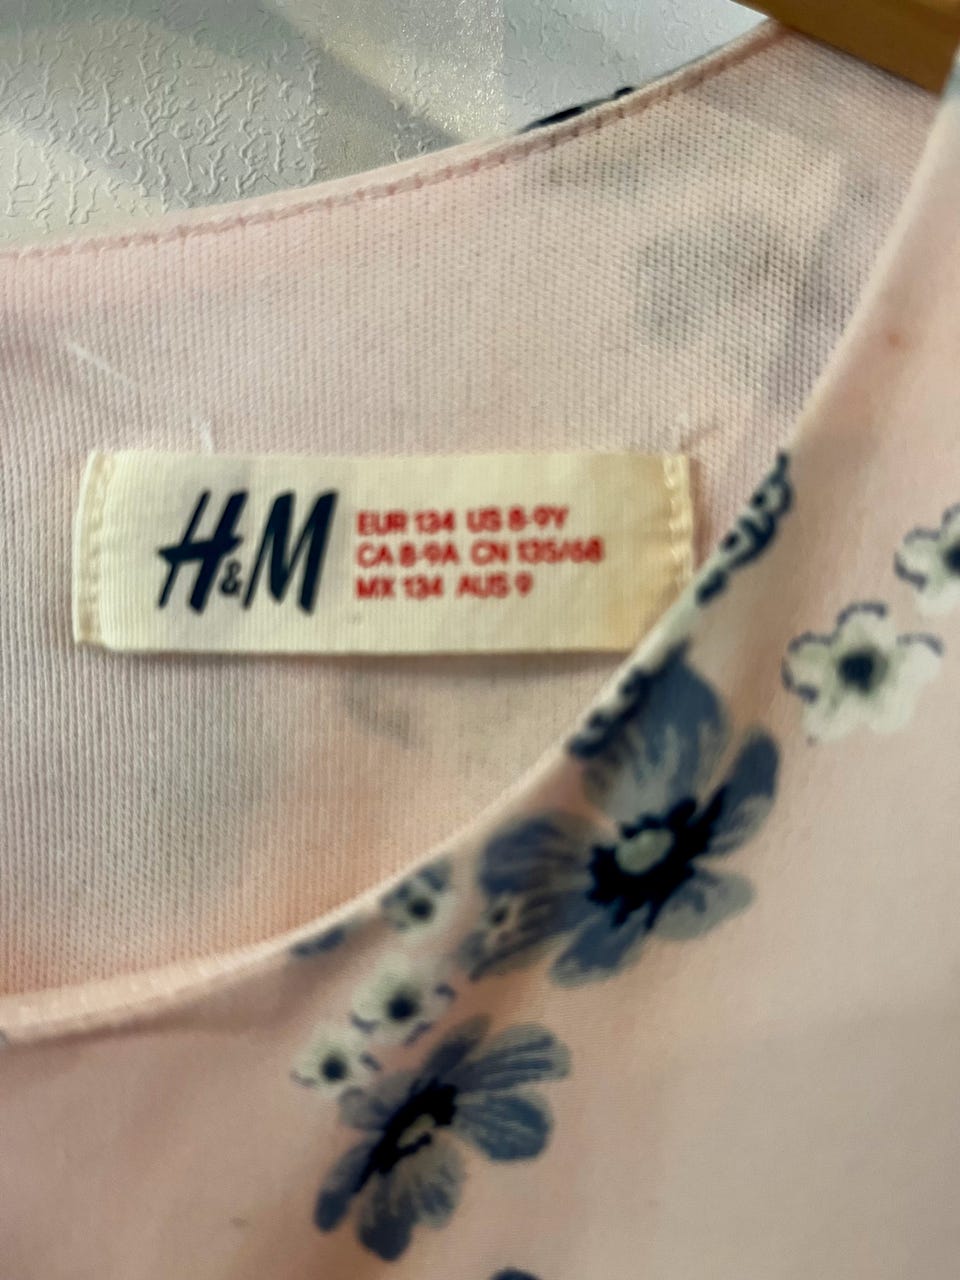 H&M
EUR 134 US 8-9Y
CA 8-9A CN 135/68
MX 134 AUS 9